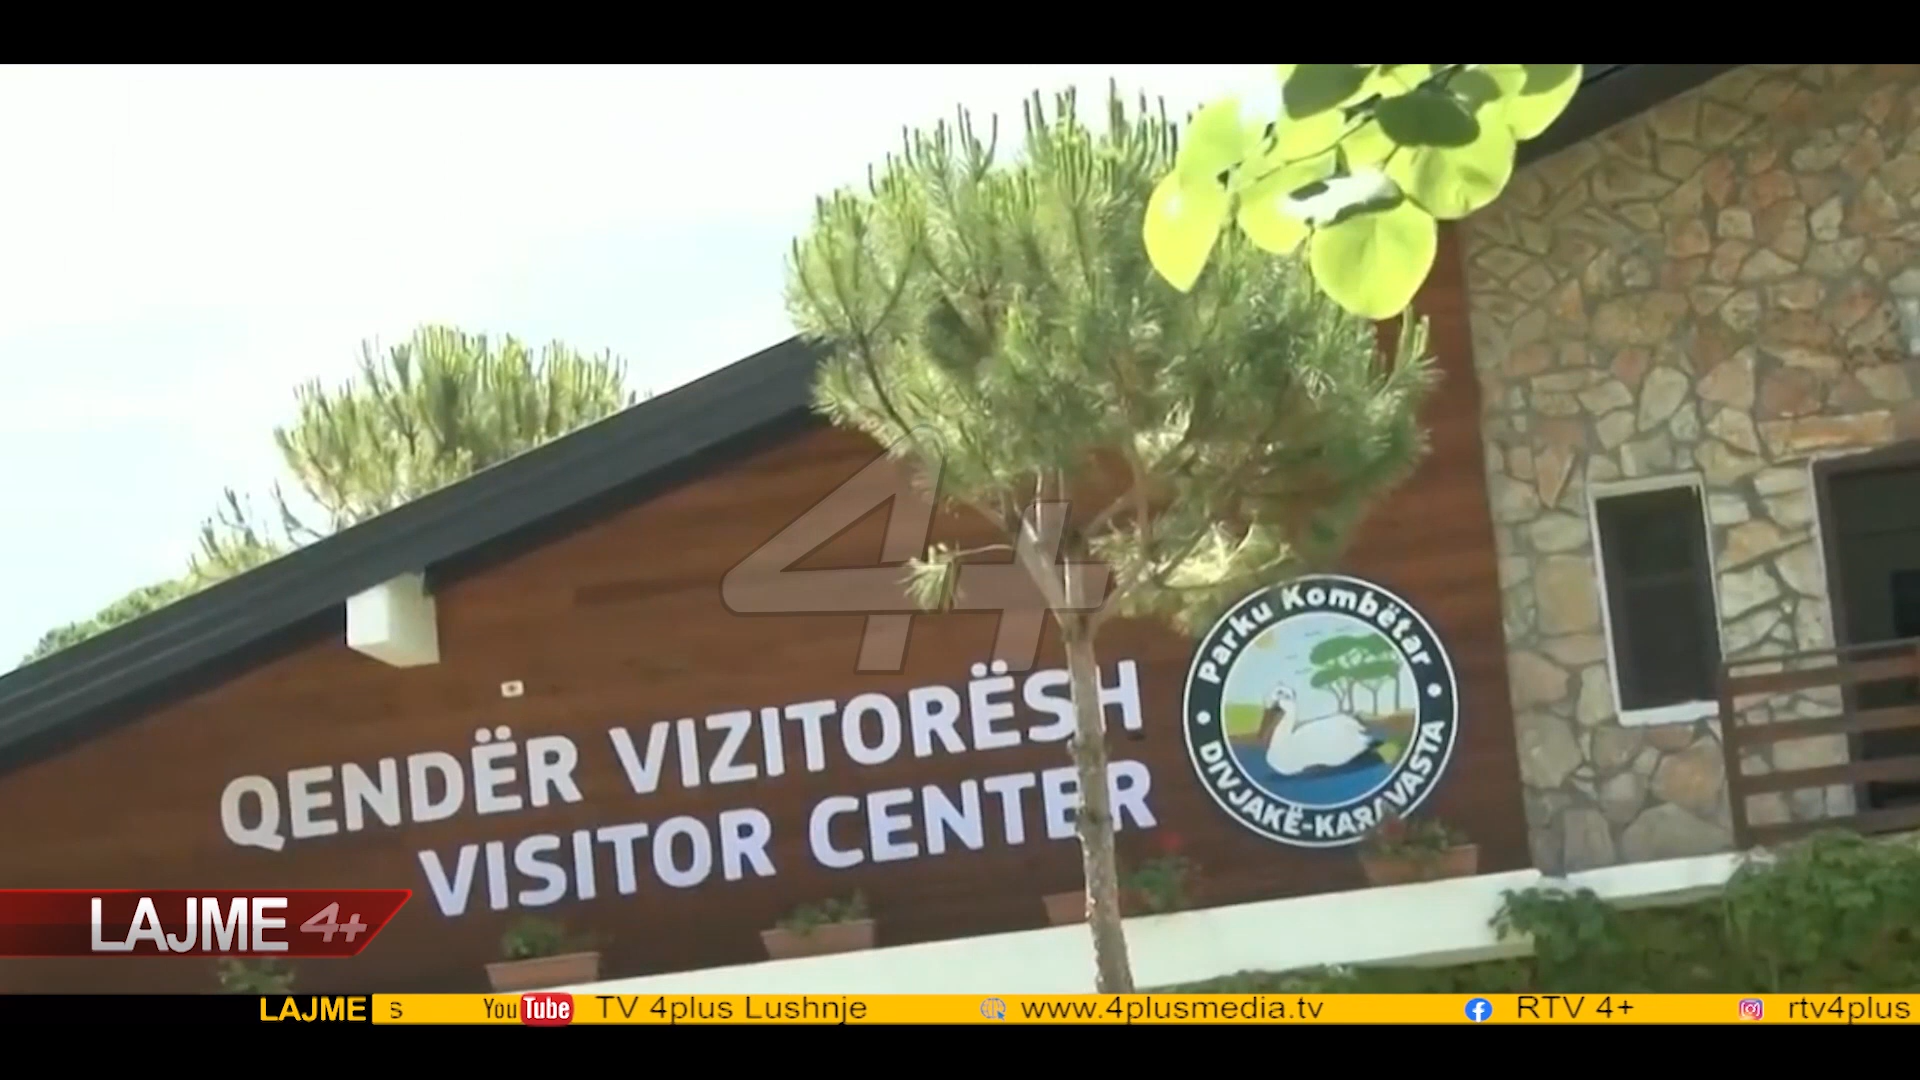 QENDËR VIZITORËSH
VISITOR CENTER
Parku Kombëtar
DIVJAKË-KARAVASTA
4+
LAJME 4+
LAJME s YouTube TV 4plus Lushnje www.4plusmedia.tv RTV 4+ rtv4plus